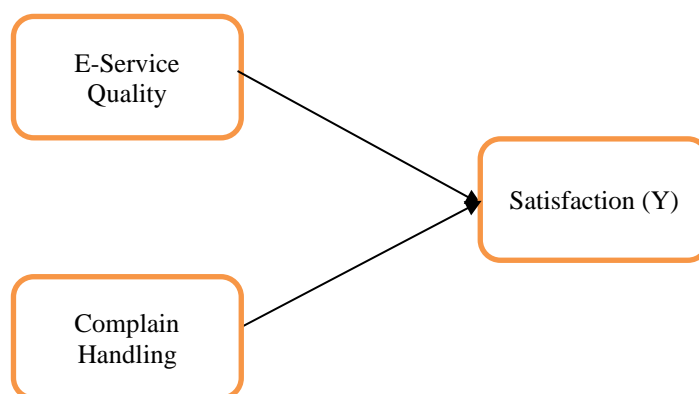 E-Service
Quality
Satisfaction (Y)
Complain
Handling